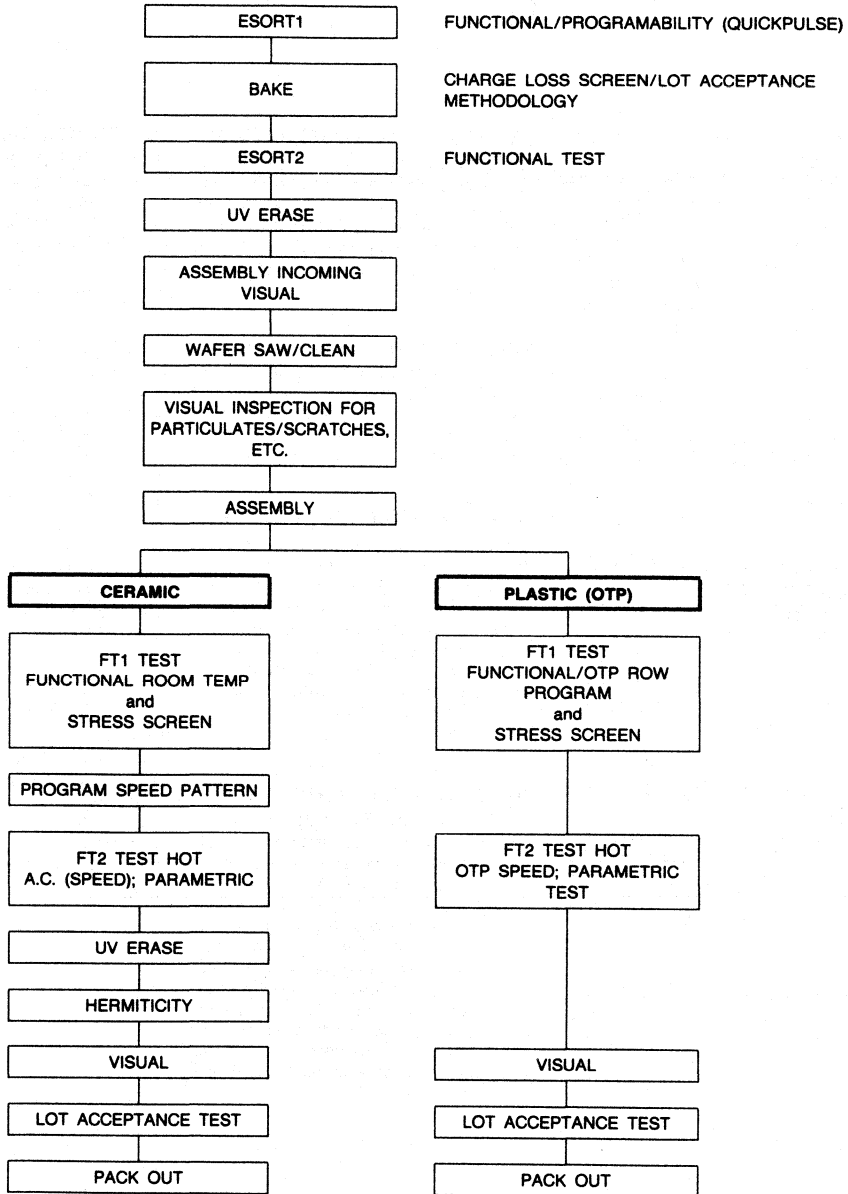 ESORT1
FUNCTIONAL/PROGRAMABILITY (QUICKPULSE)
BAKE
CHARGE LOSS SCREEN/LOT ACCEPTANCE
METHODOLOGY
ESORT2
FUNCTIONAL TEST
UV ERASE
ASSEMBLY INCOMING
VISUAL
WAFER SAW/CLEAN
VISUAL INSPECTION FOR
PARTICULATES/SCRATCHES,
ETC.
ASSEMBLY
CERAMIC
FT1 TEST
FUNCTIONAL ROOM TEMP
and
STRESS SCREEN
PROGRAM SPEED PATTERN
FT2 TEST HOT
A.C. (SPEED); PARAMETRIC
UV ERASE
HERMITICITY
VISUAL
LOT ACCEPTANCE TEST
PACK OUT
PLASTIC (OTP)
FT1 TEST
FUNCTIONAL/OTP ROW
PROGRAM
and
STRESS SCREEN
FT2 TEST HOT
OTP SPEED; PARAMETRIC
TEST
VISUAL
LOT ACCEPTANCE TEST
PACK OUT